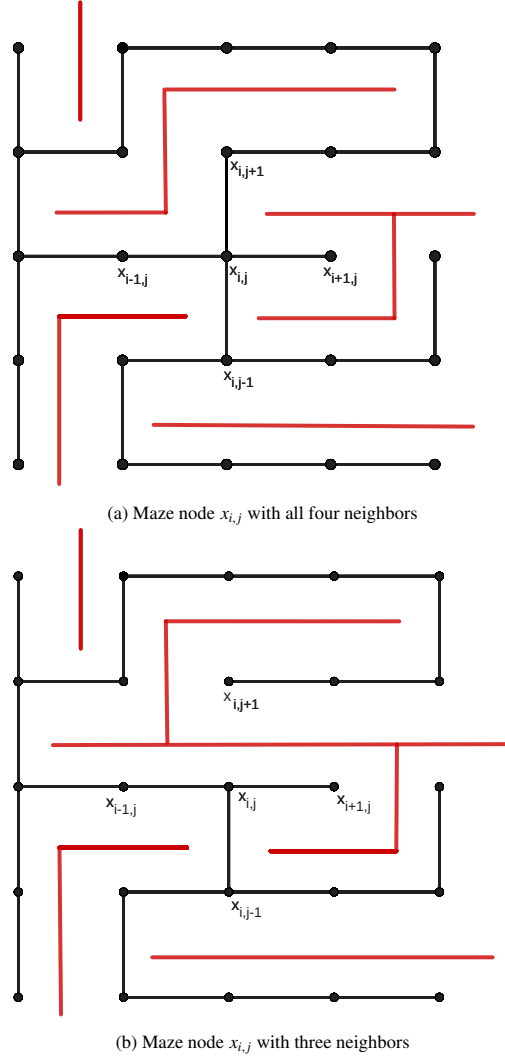 x_{i,j+1}
x_{i-1,j} x_{i,j} x_{i+1,j}
x_{i,j-1}
(a) Maze node x_{i,j} with all four neighbors
x_{i,j+1}
x_{i-1,j} x_{i,j} x_{i+1,j}
x_{i,j-1}
(b) Maze node x_{i,j} with three neighbors